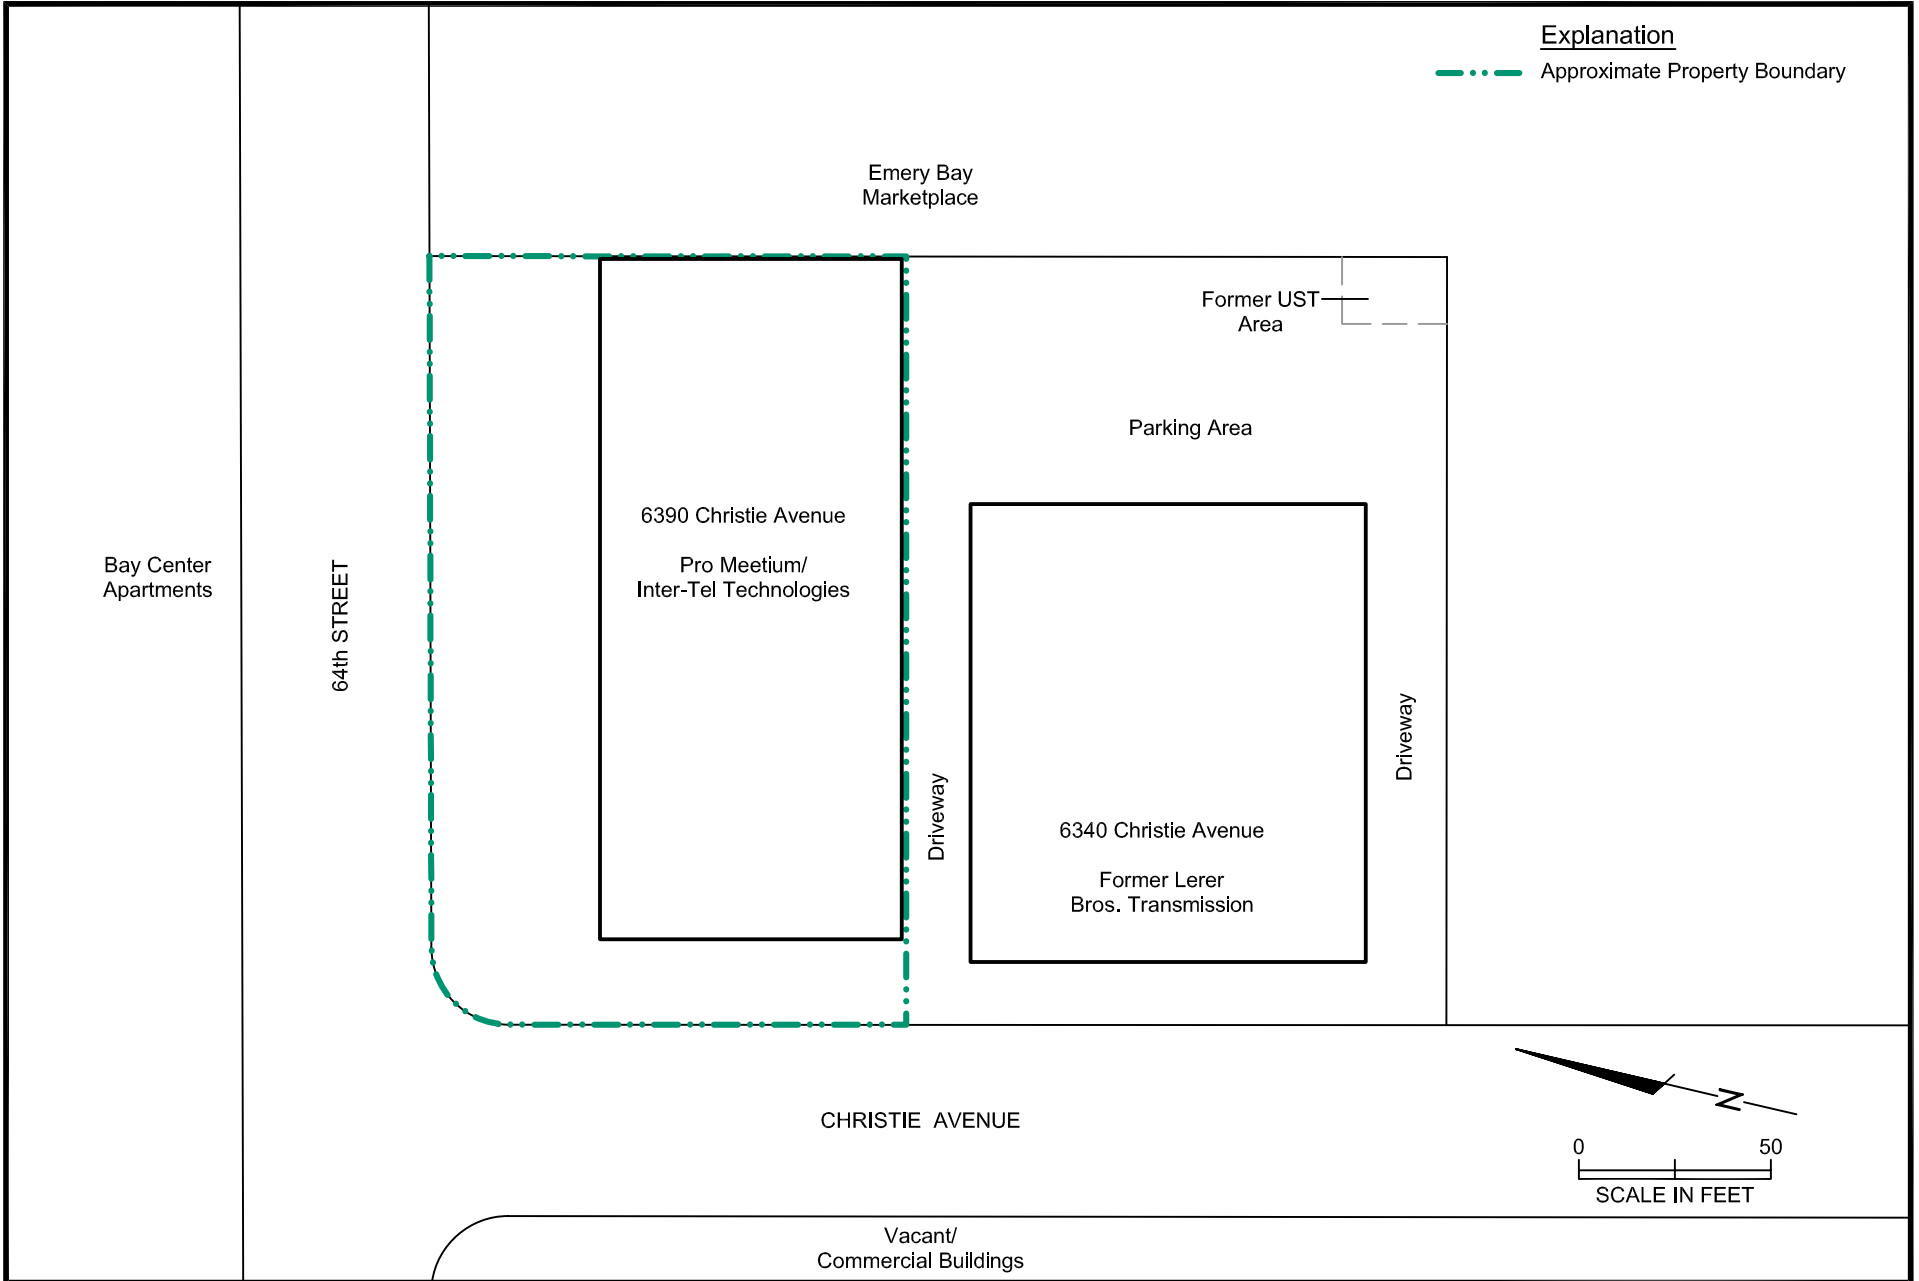 Explanation
Approximate Property Boundary
Emery Bay
Marketplace
Former UST
Area
Parking Area
6390 Christie Avenue
Pro Meetium/
Inter-Tel Technologies
Bay Center
Apartments
64th STREET
Driveway
Driveway
6340 Christie Avenue
Former Lerer
Bros. Transmission
CHRISTIE AVENUE
N
0 50
SCALE IN FEET
Vacant/
Commercial Buildings